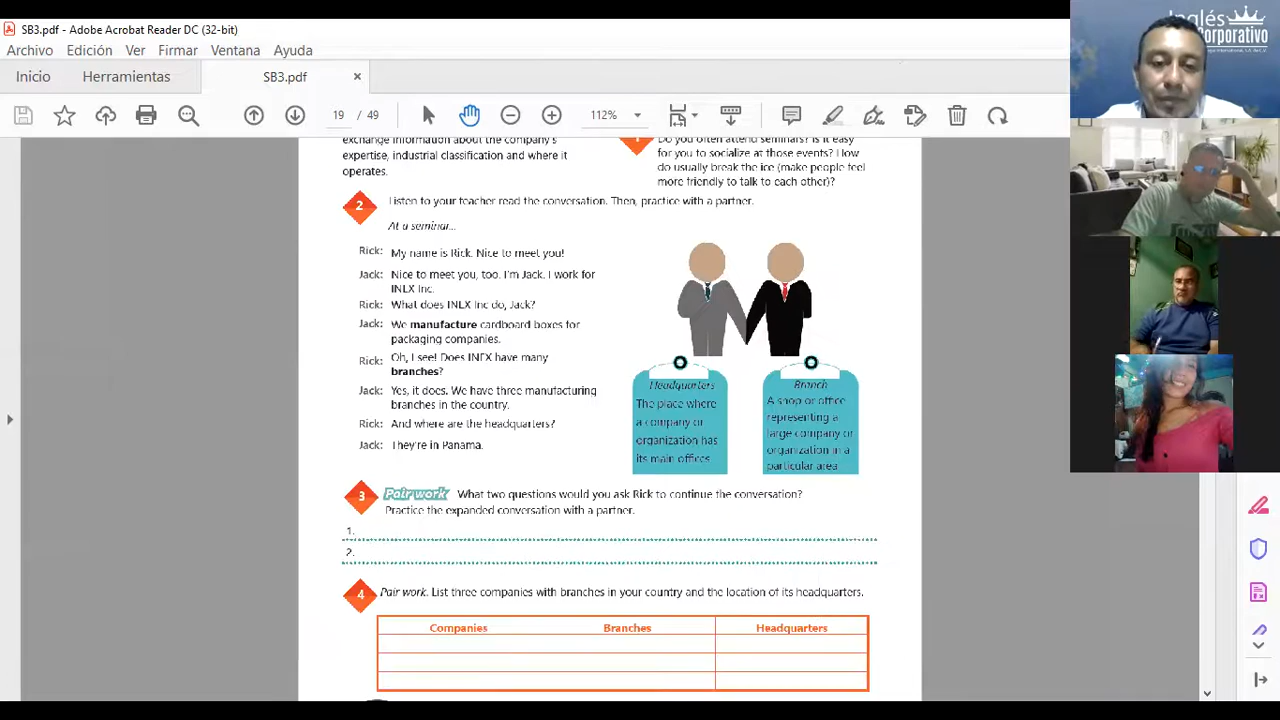 SB3.pdf - Adobe Acrobat Reader DC (32-bit)
Archivo Edición Ver Firmar Ventana Ayuda
Inicio Herramientas SB3.pdf ×
19 / 49 112%
Inglés
Corporativo
exchange information about the company's
expertise, industrial classification and where it
operates.
1 Do you often attend seminars? Is it easy
for you to socialize at those events? How
do usually break the ice (make people feel
more friendly to talk to each other)?
2 Listen to your teacher read the conversation. Then, practice with a partner.
At a seminar...
Rick: My name is Rick. Nice to meet you!
Jack: Nice to meet you, too. I'm Jack. I work for
INLX Inc.
Rick: What does INLX Inc do, Jack?
Jack: We manufacture cardboard boxes for
packaging companies.
Rick: Oh, I see! Does INLX have many
branches?
Jack: Yes, it does. We have three manufacturing
branches in the country.
Rick: And where are the headquarters?
Jack: They're in Panama.
Headquarters
The place where
a company or
organization has
its main offices
Branch
A shop or office
representing a
large company or
organization in a
particular area
3 Pair work What two questions would you ask Rick to continue the conversation?
Practice the expanded conversation with a partner.
1.
2.
4 Pair work. List three companies with branches in your country and the location of its headquarters.
Companies Branches Headquarters